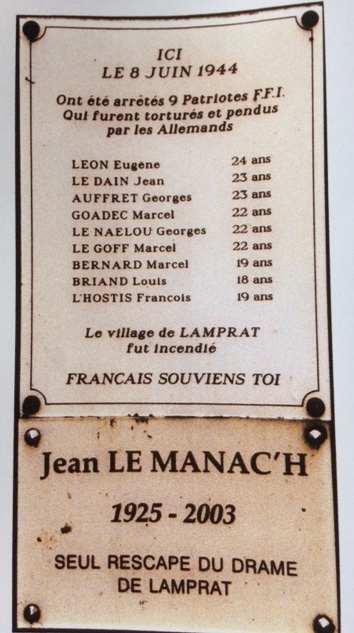 ICI
LE 8 JUIN 1944
Ont été arrêtés 9 Patriotes F.F.I.
Qui furent torturés et pendus
par les Allemands
LEON Eugène 24 ans
LE DAIN Jean 23 ans
AUFFRET Georges 23 ans
GOADEC Marcel 22 ans
LE NAELOU Georges 22 ans
LE GOFF Marcel 22 ans
BERNARD Marcel 19 ans
BRIAND Louis 18 ans
L'HOSTIS Francois 19 ans
Le village de LAMPRAT
fut incendié
FRANCAIS SOUVIENS TOI
Jean LE MANAC'H
1925 - 2003
SEUL RESCAPE DU DRAME
DE LAMPRAT